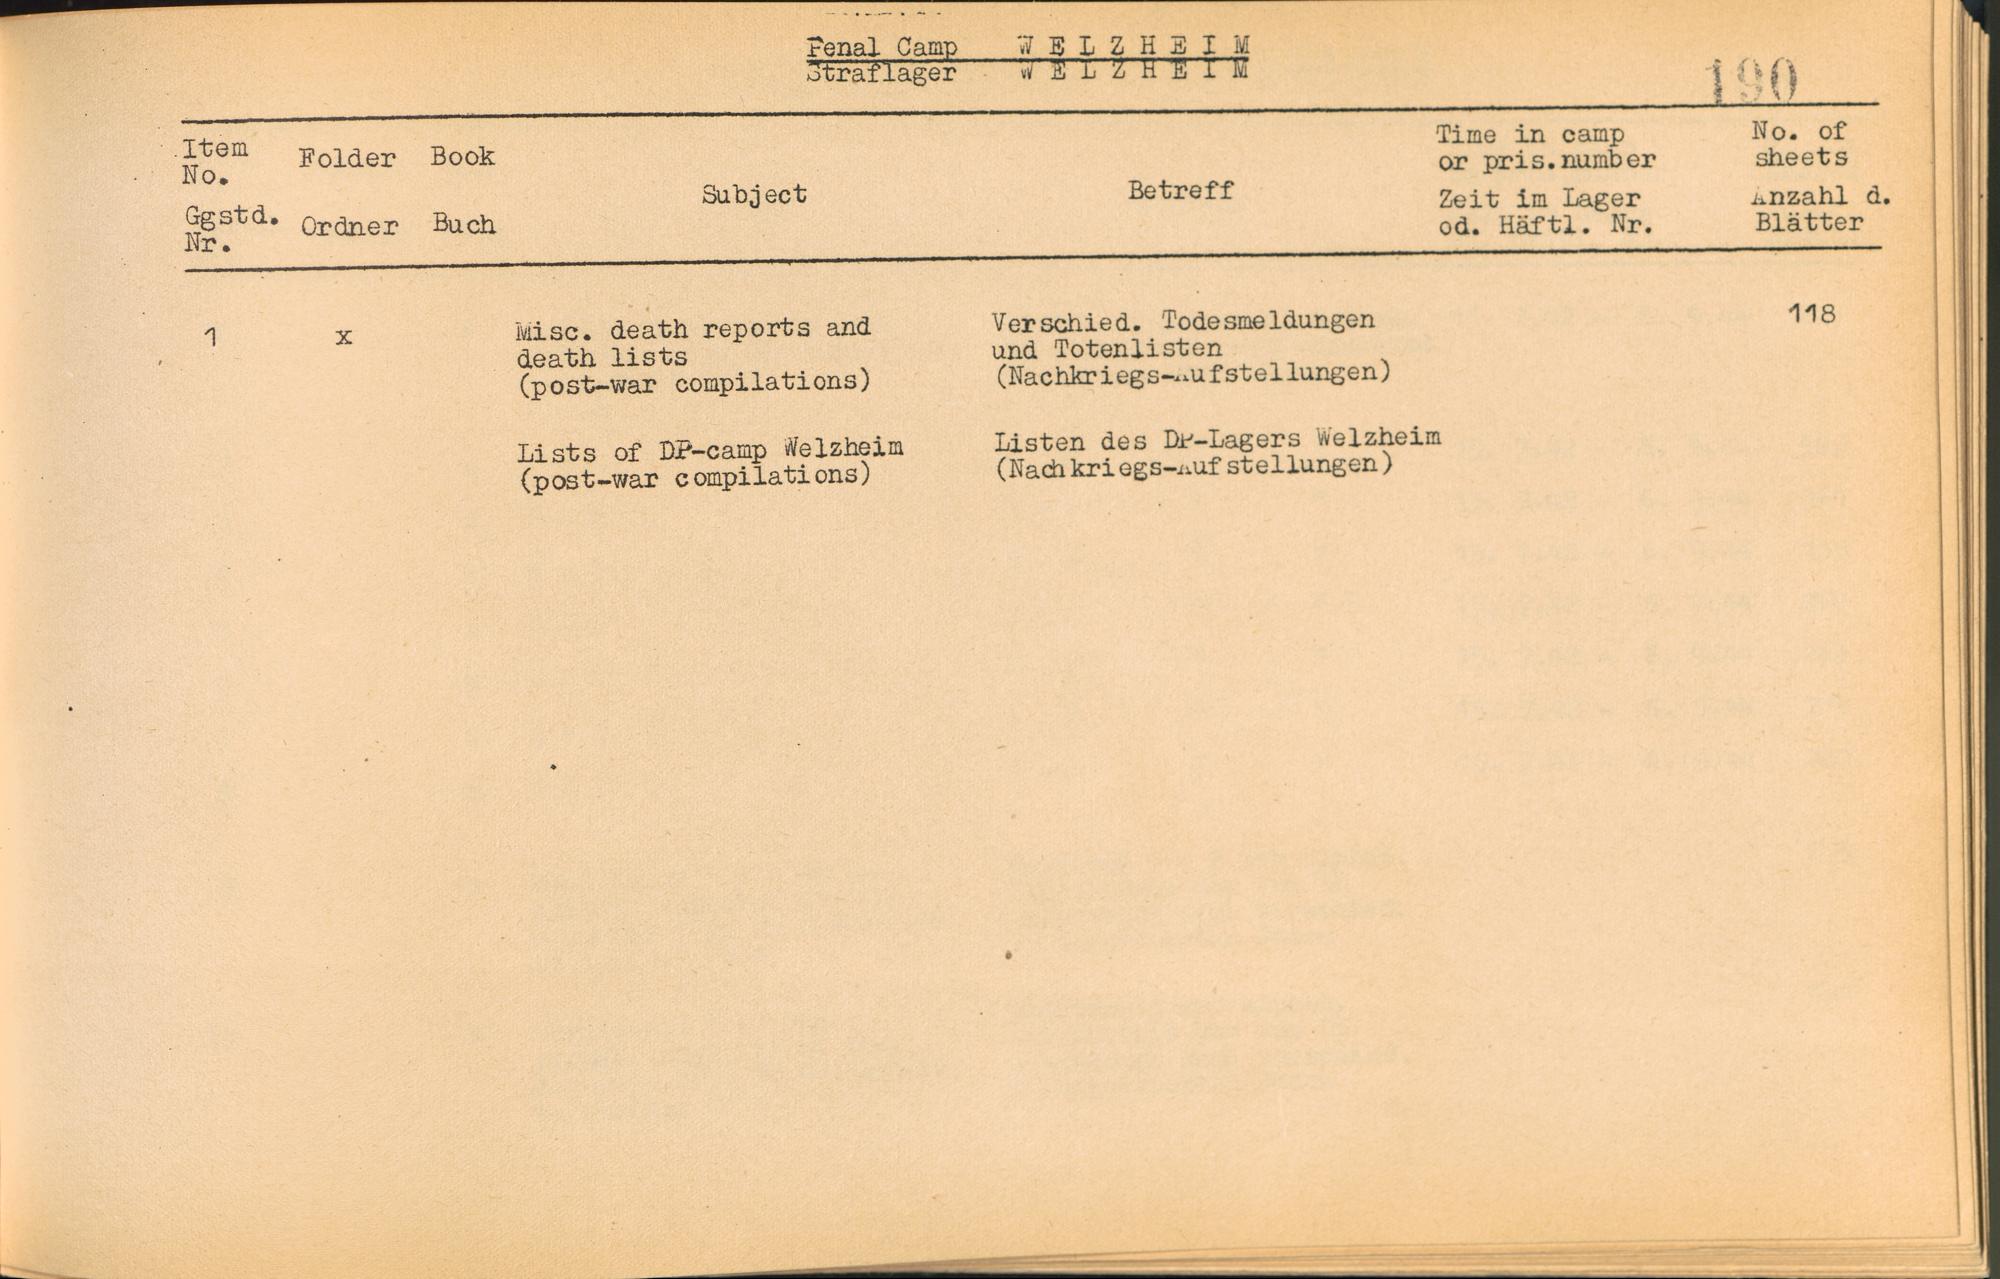 Penal Camp W E L Z H E I M
Straflager W E L Z H E I M
190
Item No. Folder Book Subject Betreff Time in camp or pris.number No. of sheets
Ggstd. Nr. Ordner Buch Zeit im Lager od. Häftl. Nr. Anzahl d. Blätter
1 x Misc. death reports and Verschied. Todesmeldungen 118
death lists und Totenlisten
(post-war compilations) (Nachkriegs-Aufstellungen)
Lists of DP-camp Welzheim Listen des DP-Lagers Welzheim
(post-war compilations) (Nachkriegs-Aufstellungen)